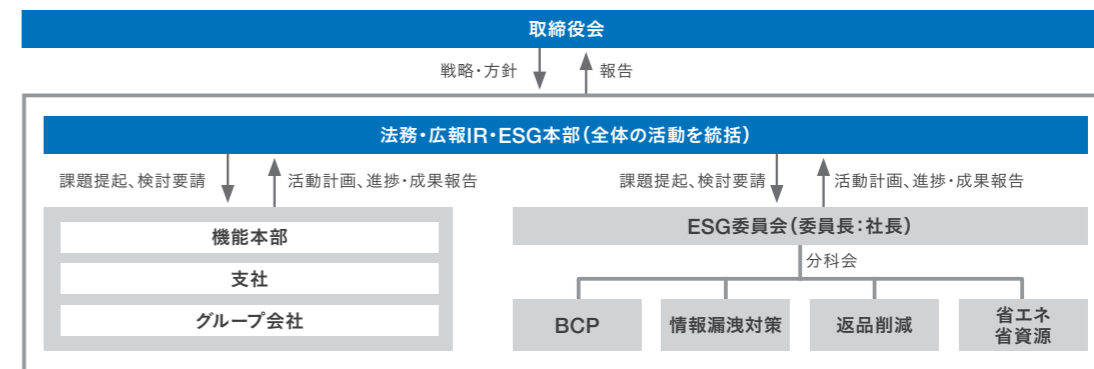 取締役会
戦略・方針
報告
法務・広報IR・ESG本部(全体の活動を統括)
課題提起、検討要請
活動計画、進捗・成果報告
課題提起、検討要請
活動計画、進捗・成果報告
機能本部
支社
グループ会社
ESG委員会(委員長:社長)
分科会
BCP
情報漏洩対策
返品削減
省エネ
省資源